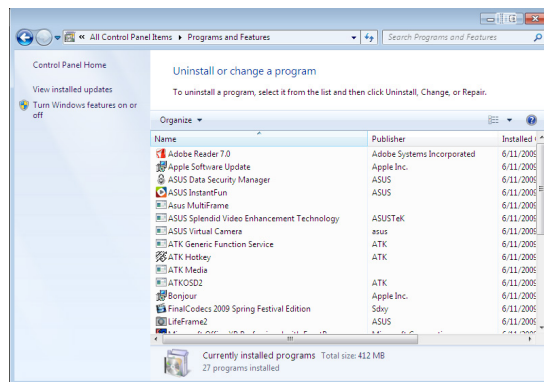 « All Control Panel Items ▸ Programs and Features
Search Programs and Features
Control Panel Home
View installed updates
Turn Windows features on or
off
Uninstall or change a program
To uninstall a program, select it from the list and then click Uninstall, Change, or Repair.
Organize
Name Publisher Installed
Adobe Reader 7.0 Adobe Systems Incorporated 6/11/2009
Apple Software Update Apple Inc. 6/11/2009
ASUS Data Security Manager ASUS 6/11/2009
ASUS InstantFun ASUS 6/11/2009
Asus MultiFrame 6/11/2009
ASUS Splendid Video Enhancement Technology ASUSTeK 6/11/2009
ASUS Virtual Camera asus 6/11/2009
ATK Generic Function Service ATK 6/11/2009
ATK Hotkey ATK 6/11/2009
ATK Media 6/11/2009
ATKOSD2 ATK 6/11/2009
Bonjour Apple Inc. 6/11/2009
FinalCodecs 2009 Spring Festival Edition Sdxy 6/11/2009
LifeFrame2 ASUS 6/11/2009
Currently installed programs Total size: 412 MB
27 programs installed